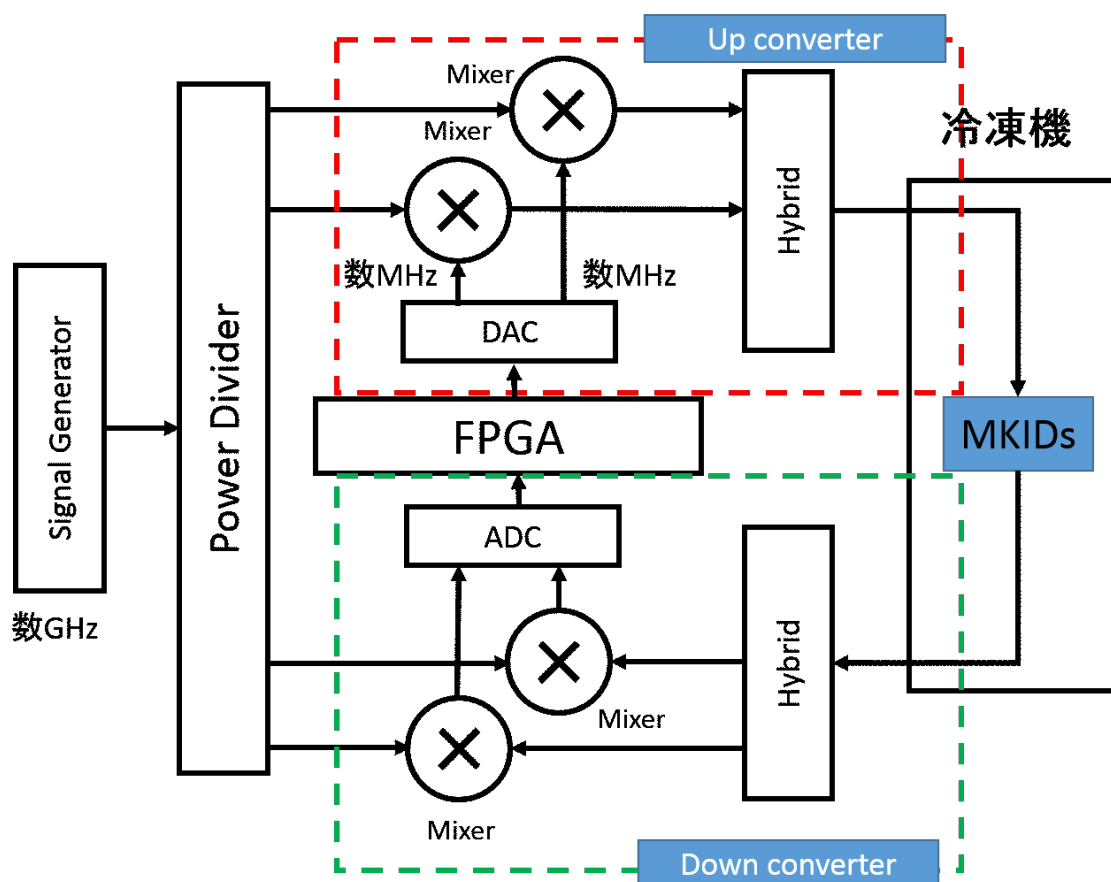 Up converter
Mixer
Mixer
冷凍機
Hybrid
数MHz
数MHz
DAC
Signal Generator
Power Divider
FPGA
MKIDs
ADC
数GHz
Hybrid
Mixer
Mixer
Down converter